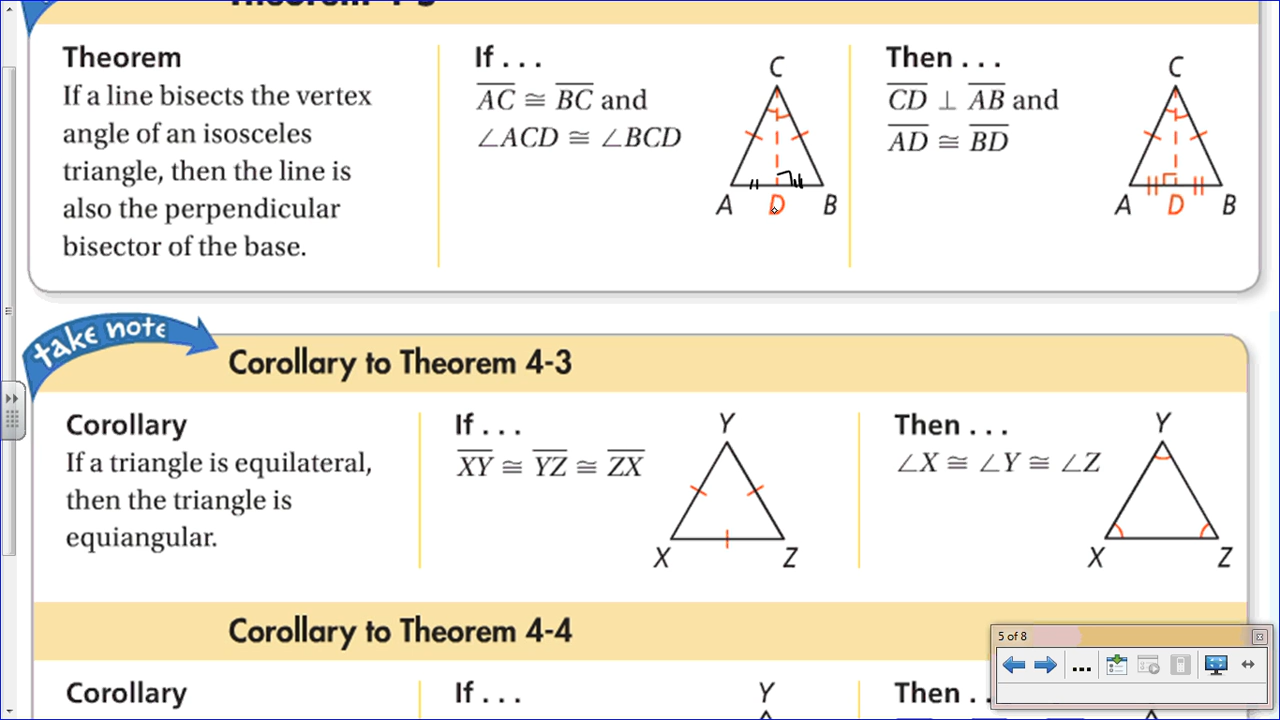 Theorem
If a line bisects the vertex
angle of an isosceles
triangle, then the line is
also the perpendicular
bisector of the base.
If . . .
AC ≅ BC and
∠ACD ≅ ∠BCD
C
A D B
Then . . .
CD ⊥ AB and
AD ≅ BD
C
A D B
take note
Corollary to Theorem 4-3
Corollary
If a triangle is equilateral,
then the triangle is
equiangular.
If . . .
XY ≅ YZ ≅ ZX
Y
X Z
Then . . .
∠X ≅ ∠Y ≅ ∠Z
Y
X Z
Corollary to Theorem 4-4
Corollary
If . . .
Y
Then . .
5 of 8
...